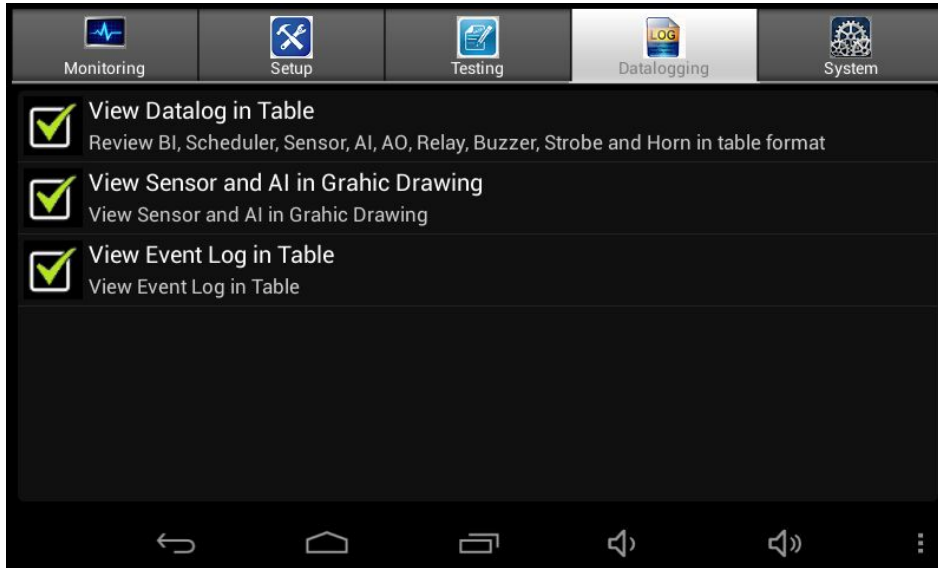 Monitoring
Setup
Testing
LOG
Datalogging
System
View Datalog in Table
Review BI, Scheduler, Sensor, AI, AO, Relay, Buzzer, Strobe and Horn in table format
View Sensor and AI in Grahic Drawing
View Sensor and AI in Grahic Drawing
View Event Log in Table
View Event Log in Table